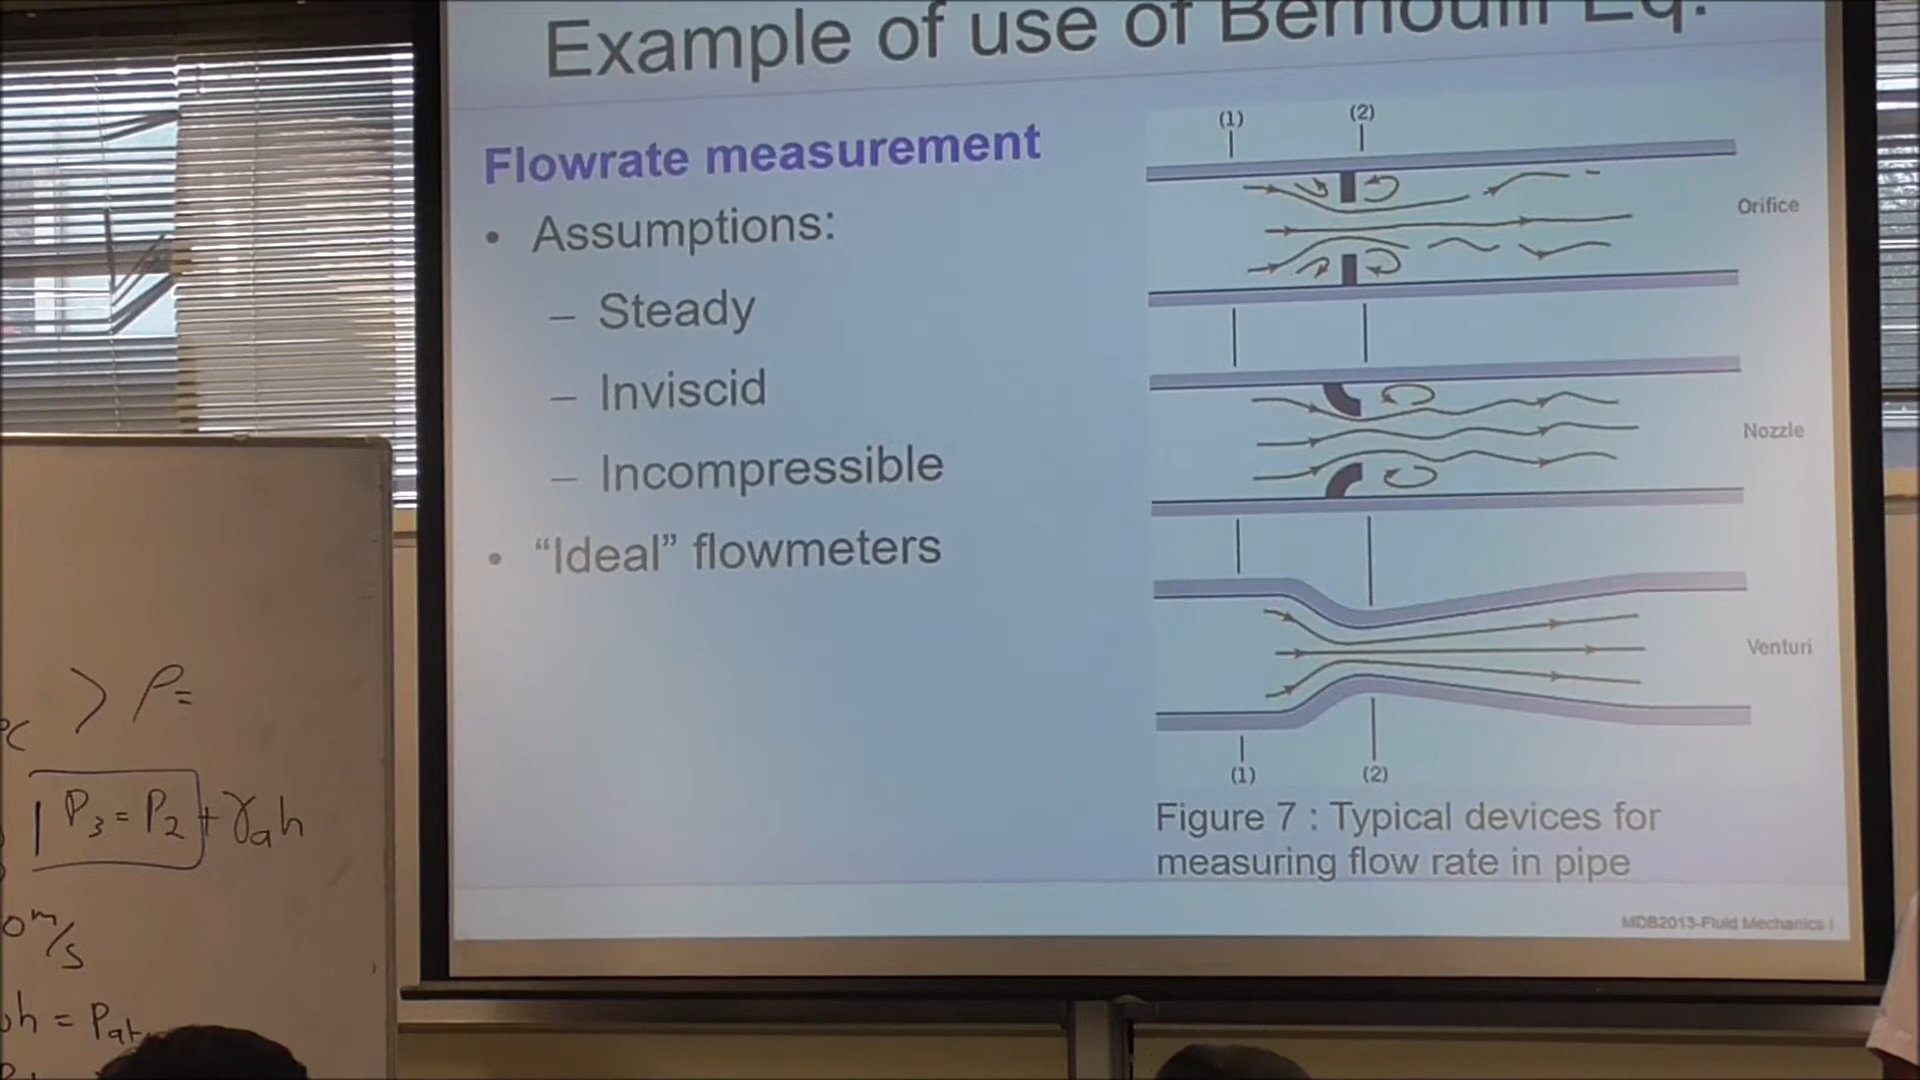 Example of use of Bernoulli Eq.
Flowrate measurement
• Assumptions:
– Steady
– Inviscid
– Incompressible
• “Ideal” flowmeters
(1)
(2)
Orifice
Nozzle
Venturi
(1)
(2)
Figure 7 : Typical devices for
measuring flow rate in pipe
MDB2013-Fluid Mechanics I
ρ=
P₃ = P₂ + γₐh
0 m/s
h = Pat